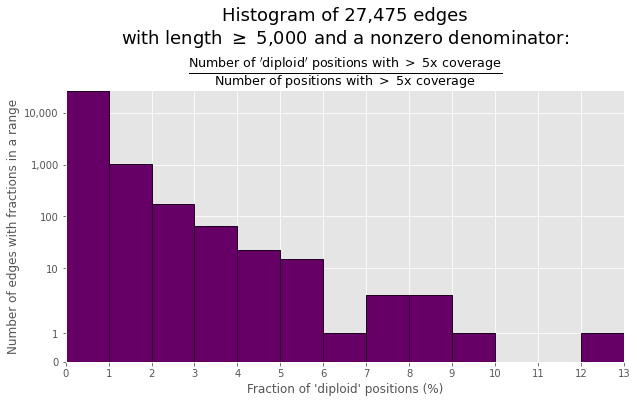 Histogram of 27,475 edges
with length ≥ 5,000 and a nonzero denominator:
Number of 'diploid' positions with > 5x coverage
Number of positions with > 5x coverage
Number of edges with fractions in a range
10,000
1,000
100
10
1
0
0 1 2 3 4 5 6 7 8 9 10 11 12 13
Fraction of 'diploid' positions (%)